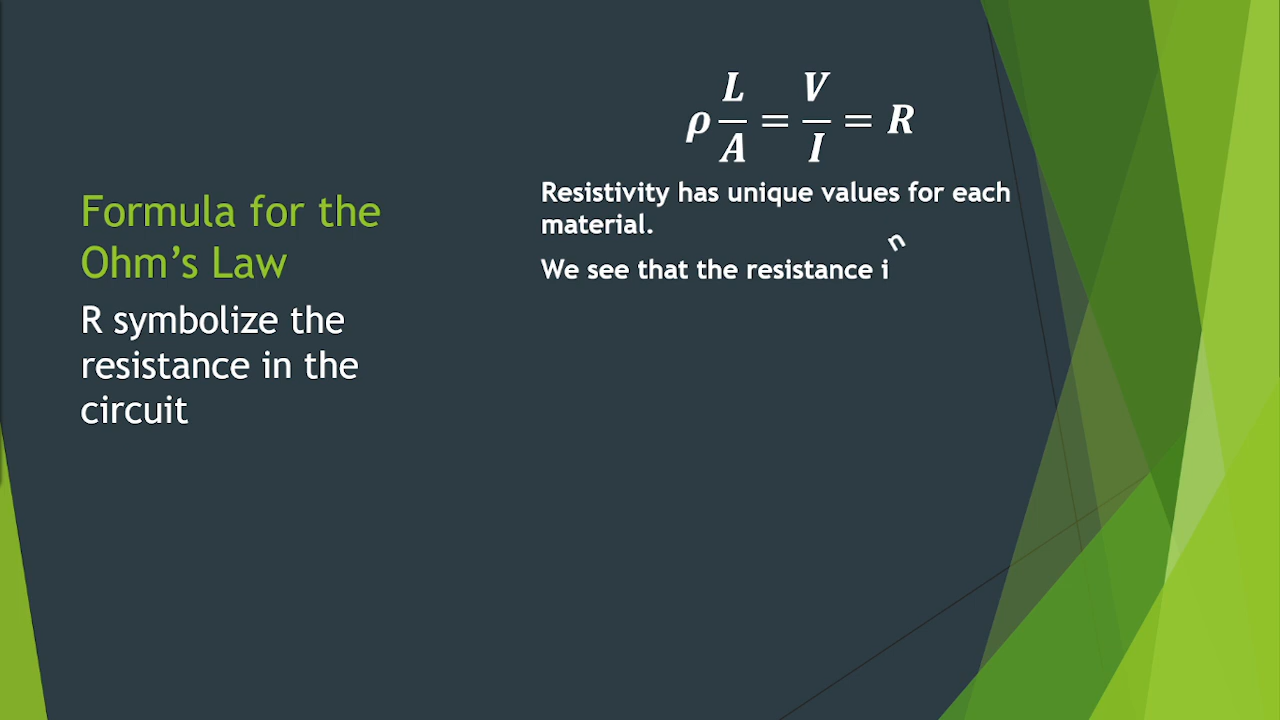 Formula for the
Ohm’s Law
R symbolize the
resistance in the
circuit
ρ L/A = V/I = R
Resistivity has unique values for each
material.
We see that the resistance in